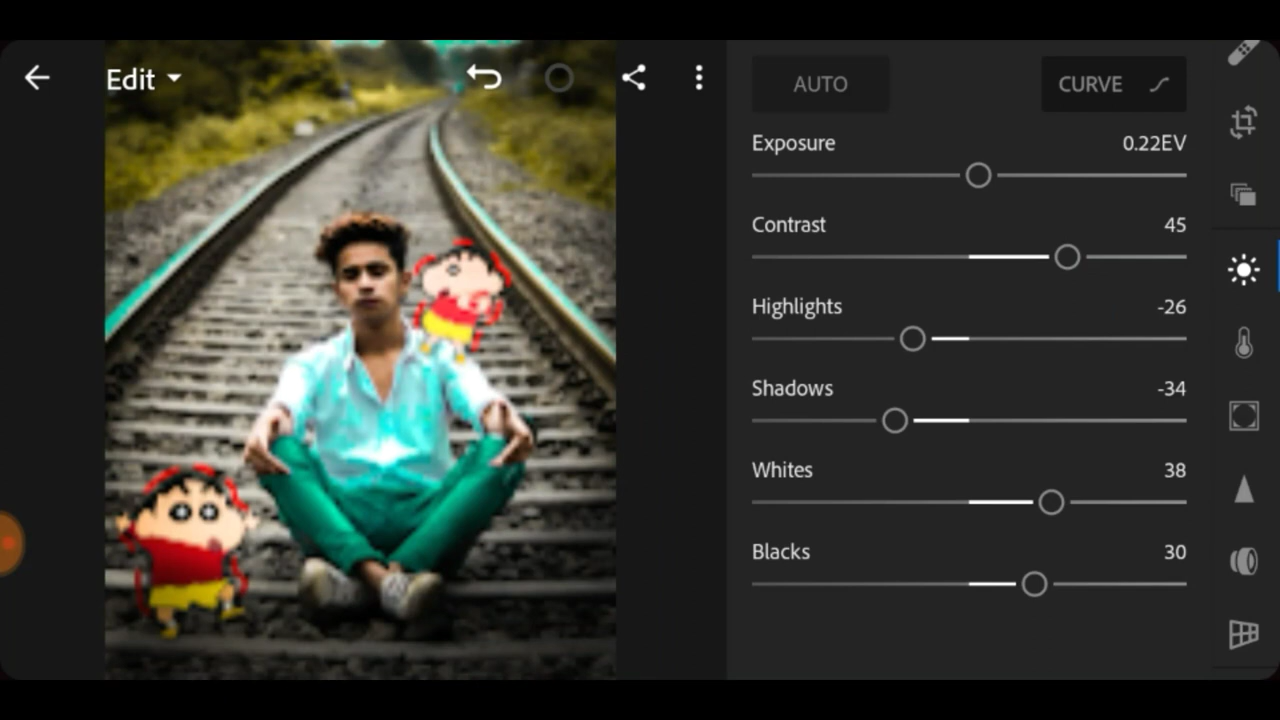 Edit
AUTO
CURVE
Exposure 0.22EV
Contrast 45
Highlights -26
Shadows -34
Whites 38
Blacks 30